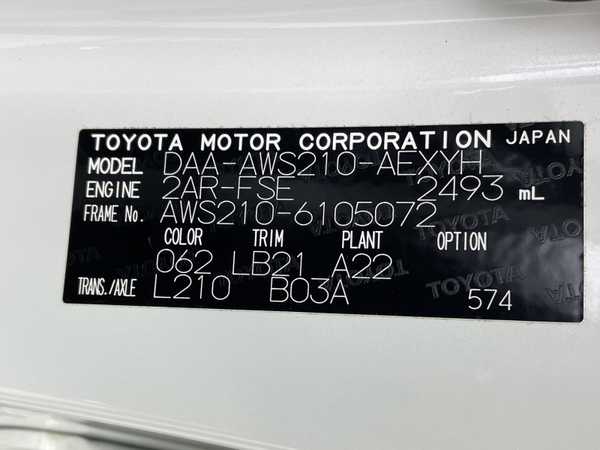 TOYOTA MOTOR CORPORATION JAPAN
MODEL DAA-AWS210-AEXYH
ENGINE 2AR-FSE 2493 mL
FRAME No. AWS210-6105072
COLOR TRIM PLANT OPTION
062 LB21 A22
TRANS./AXLE L210 B03A 574